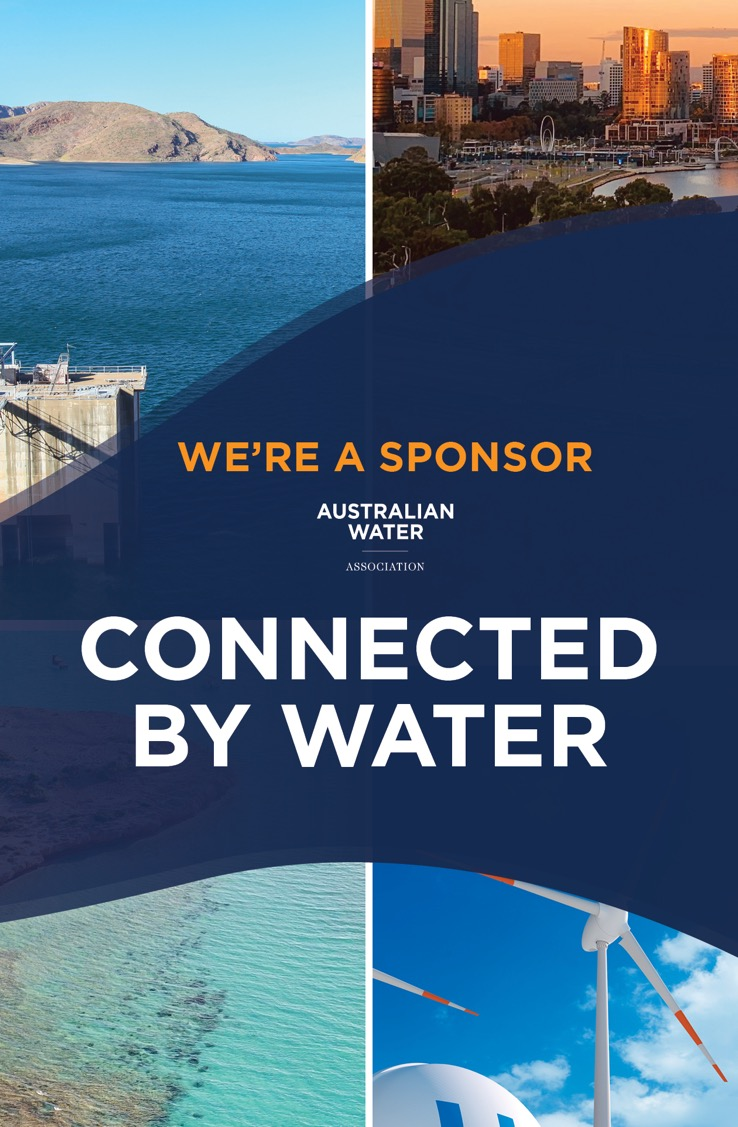 WE’RE A SPONSOR
AUSTRALIAN
WATER
ASSOCIATION
CONNECTED
BY WATER